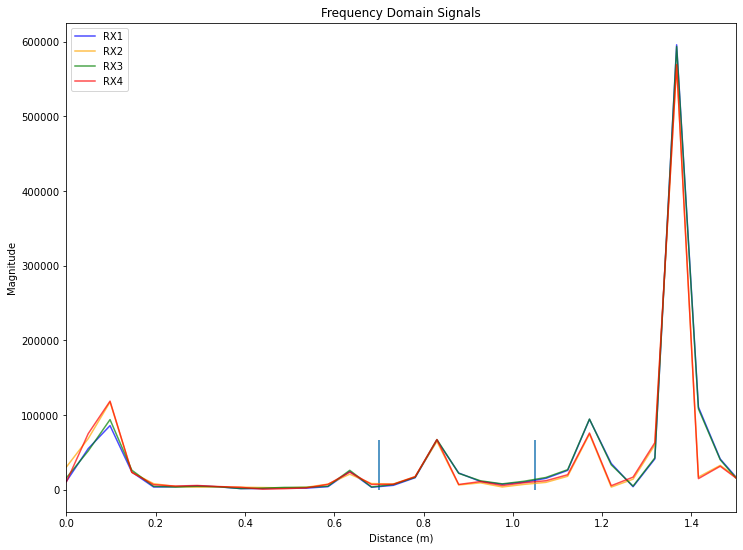 Frequency Domain Signals
RX1
RX2
RX3
RX4
600000
500000
400000
300000
200000
100000
0
Magnitude
0.0 0.2 0.4 0.6 0.8 1.0 1.2 1.4
Distance (m)